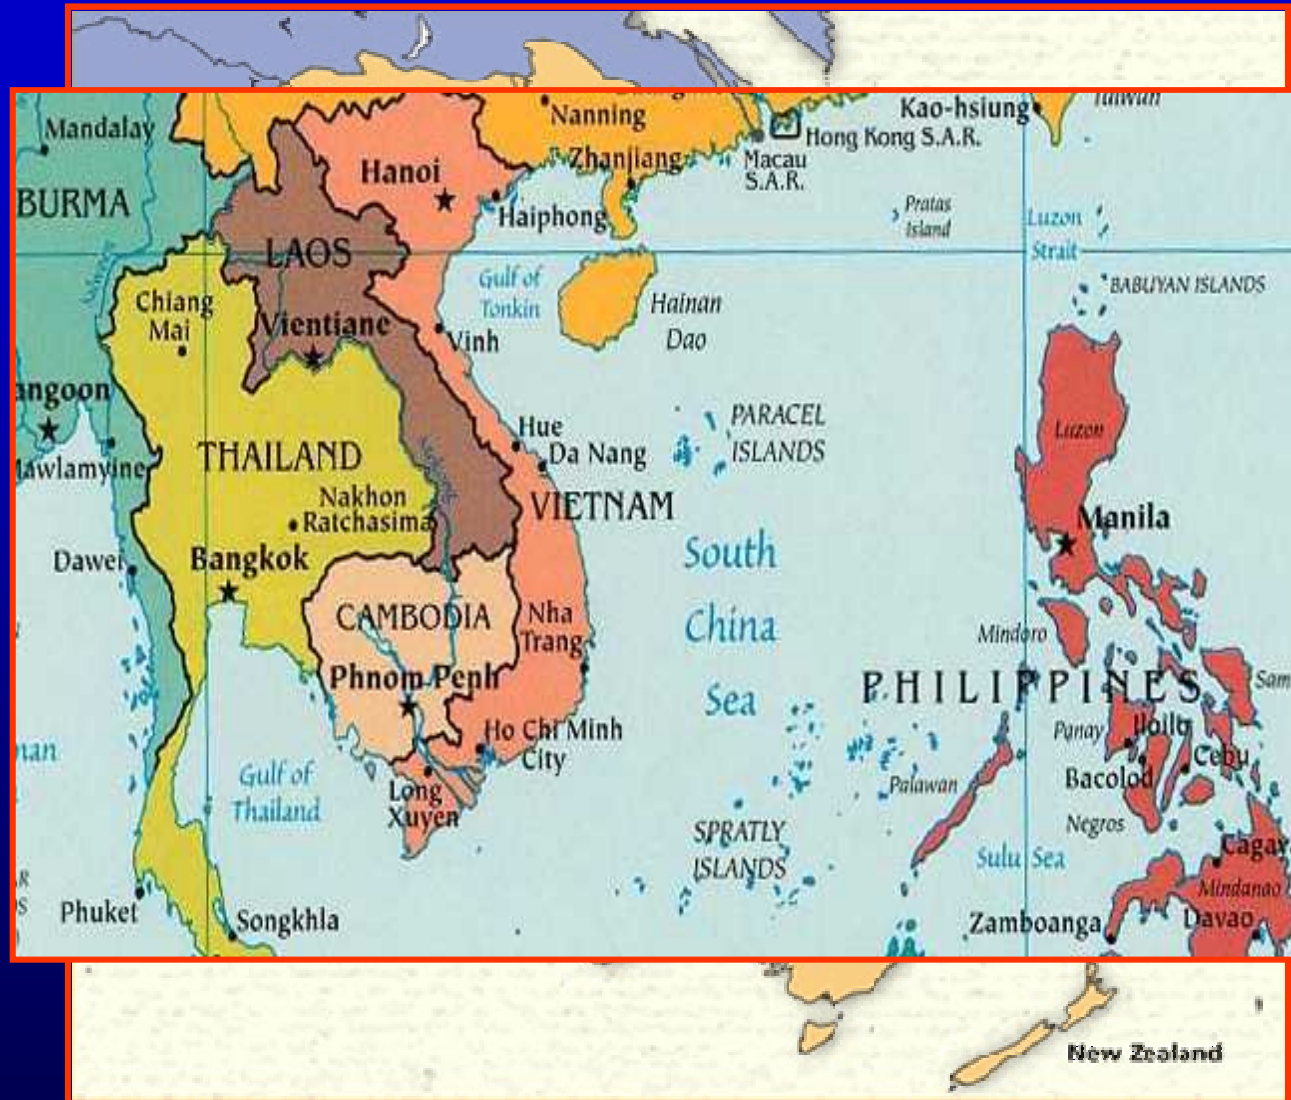 Nanning
Kao-hsiung
Mandalay
Hong Kong S.A.R.
Zhanjiang
Macau
S.A.R.
Hanoi
BURMA
Haiphong
Pratas
Island
Luzon
Strait
LAOS
Gulf of
Tonkin
BABUYAN ISLANDS
Chiang
Mai
Hainan
Dao
Vientiane
Vinh
angoon
PARACEL
ISLANDS
Hue
Da Nang
Luzon
THAILAND
Mawlamyine
Nakhon
Ratchasima
VIETNAM
Manila
South
China
Sea
Bangkok
Dawei
CAMBODIA
Nha
Trang
Mindoro
Phnom Penh
PHILIPPINES
Sam
Ho Chi Minh
City
Panay
Iloilo
Cebu
Bacolod
nan
Gulf of
Thailand
Palawan
Long
Xuyen
Negros
SPRATLY
ISLANDS
Sulu Sea
Cagay
Mindanao
Phuket
Songkhla
Zamboanga
Davao
New Zealand